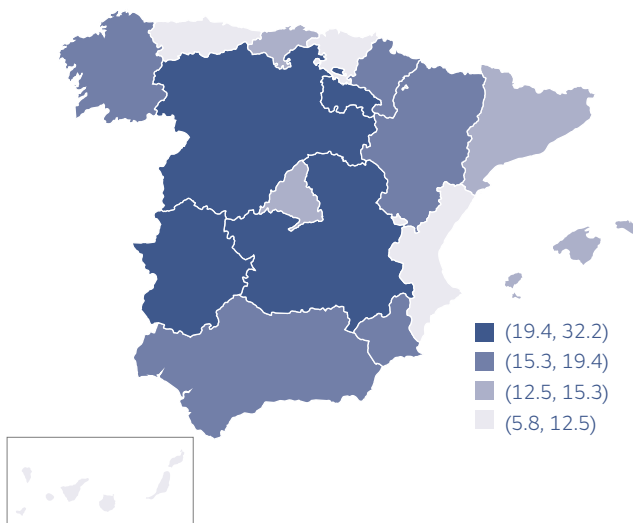 (19.4, 32.2)
(15.3, 19.4)
(12.5, 15.3)
(5.8, 12.5)